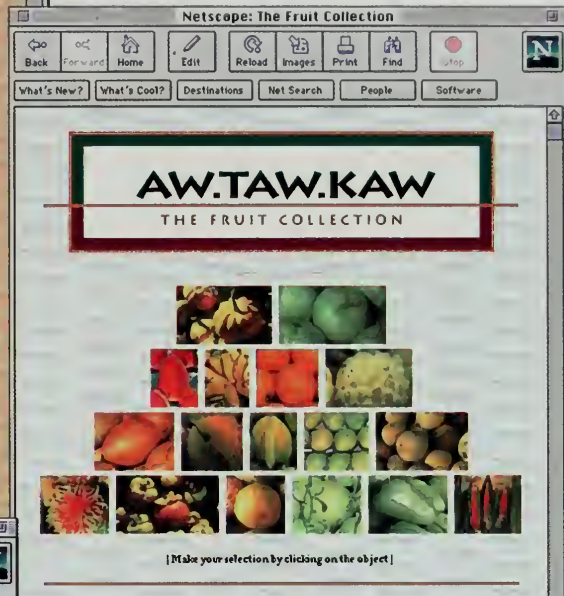 Netscape: The Fruit Collection
Back Forward Home Edit Reload Images Print Find Stop
N
What's New? What's Cool? Destinations Net Search People Software
AW.TAW.KAW
THE FRUIT COLLECTION
| Make your selection by clicking on the object |